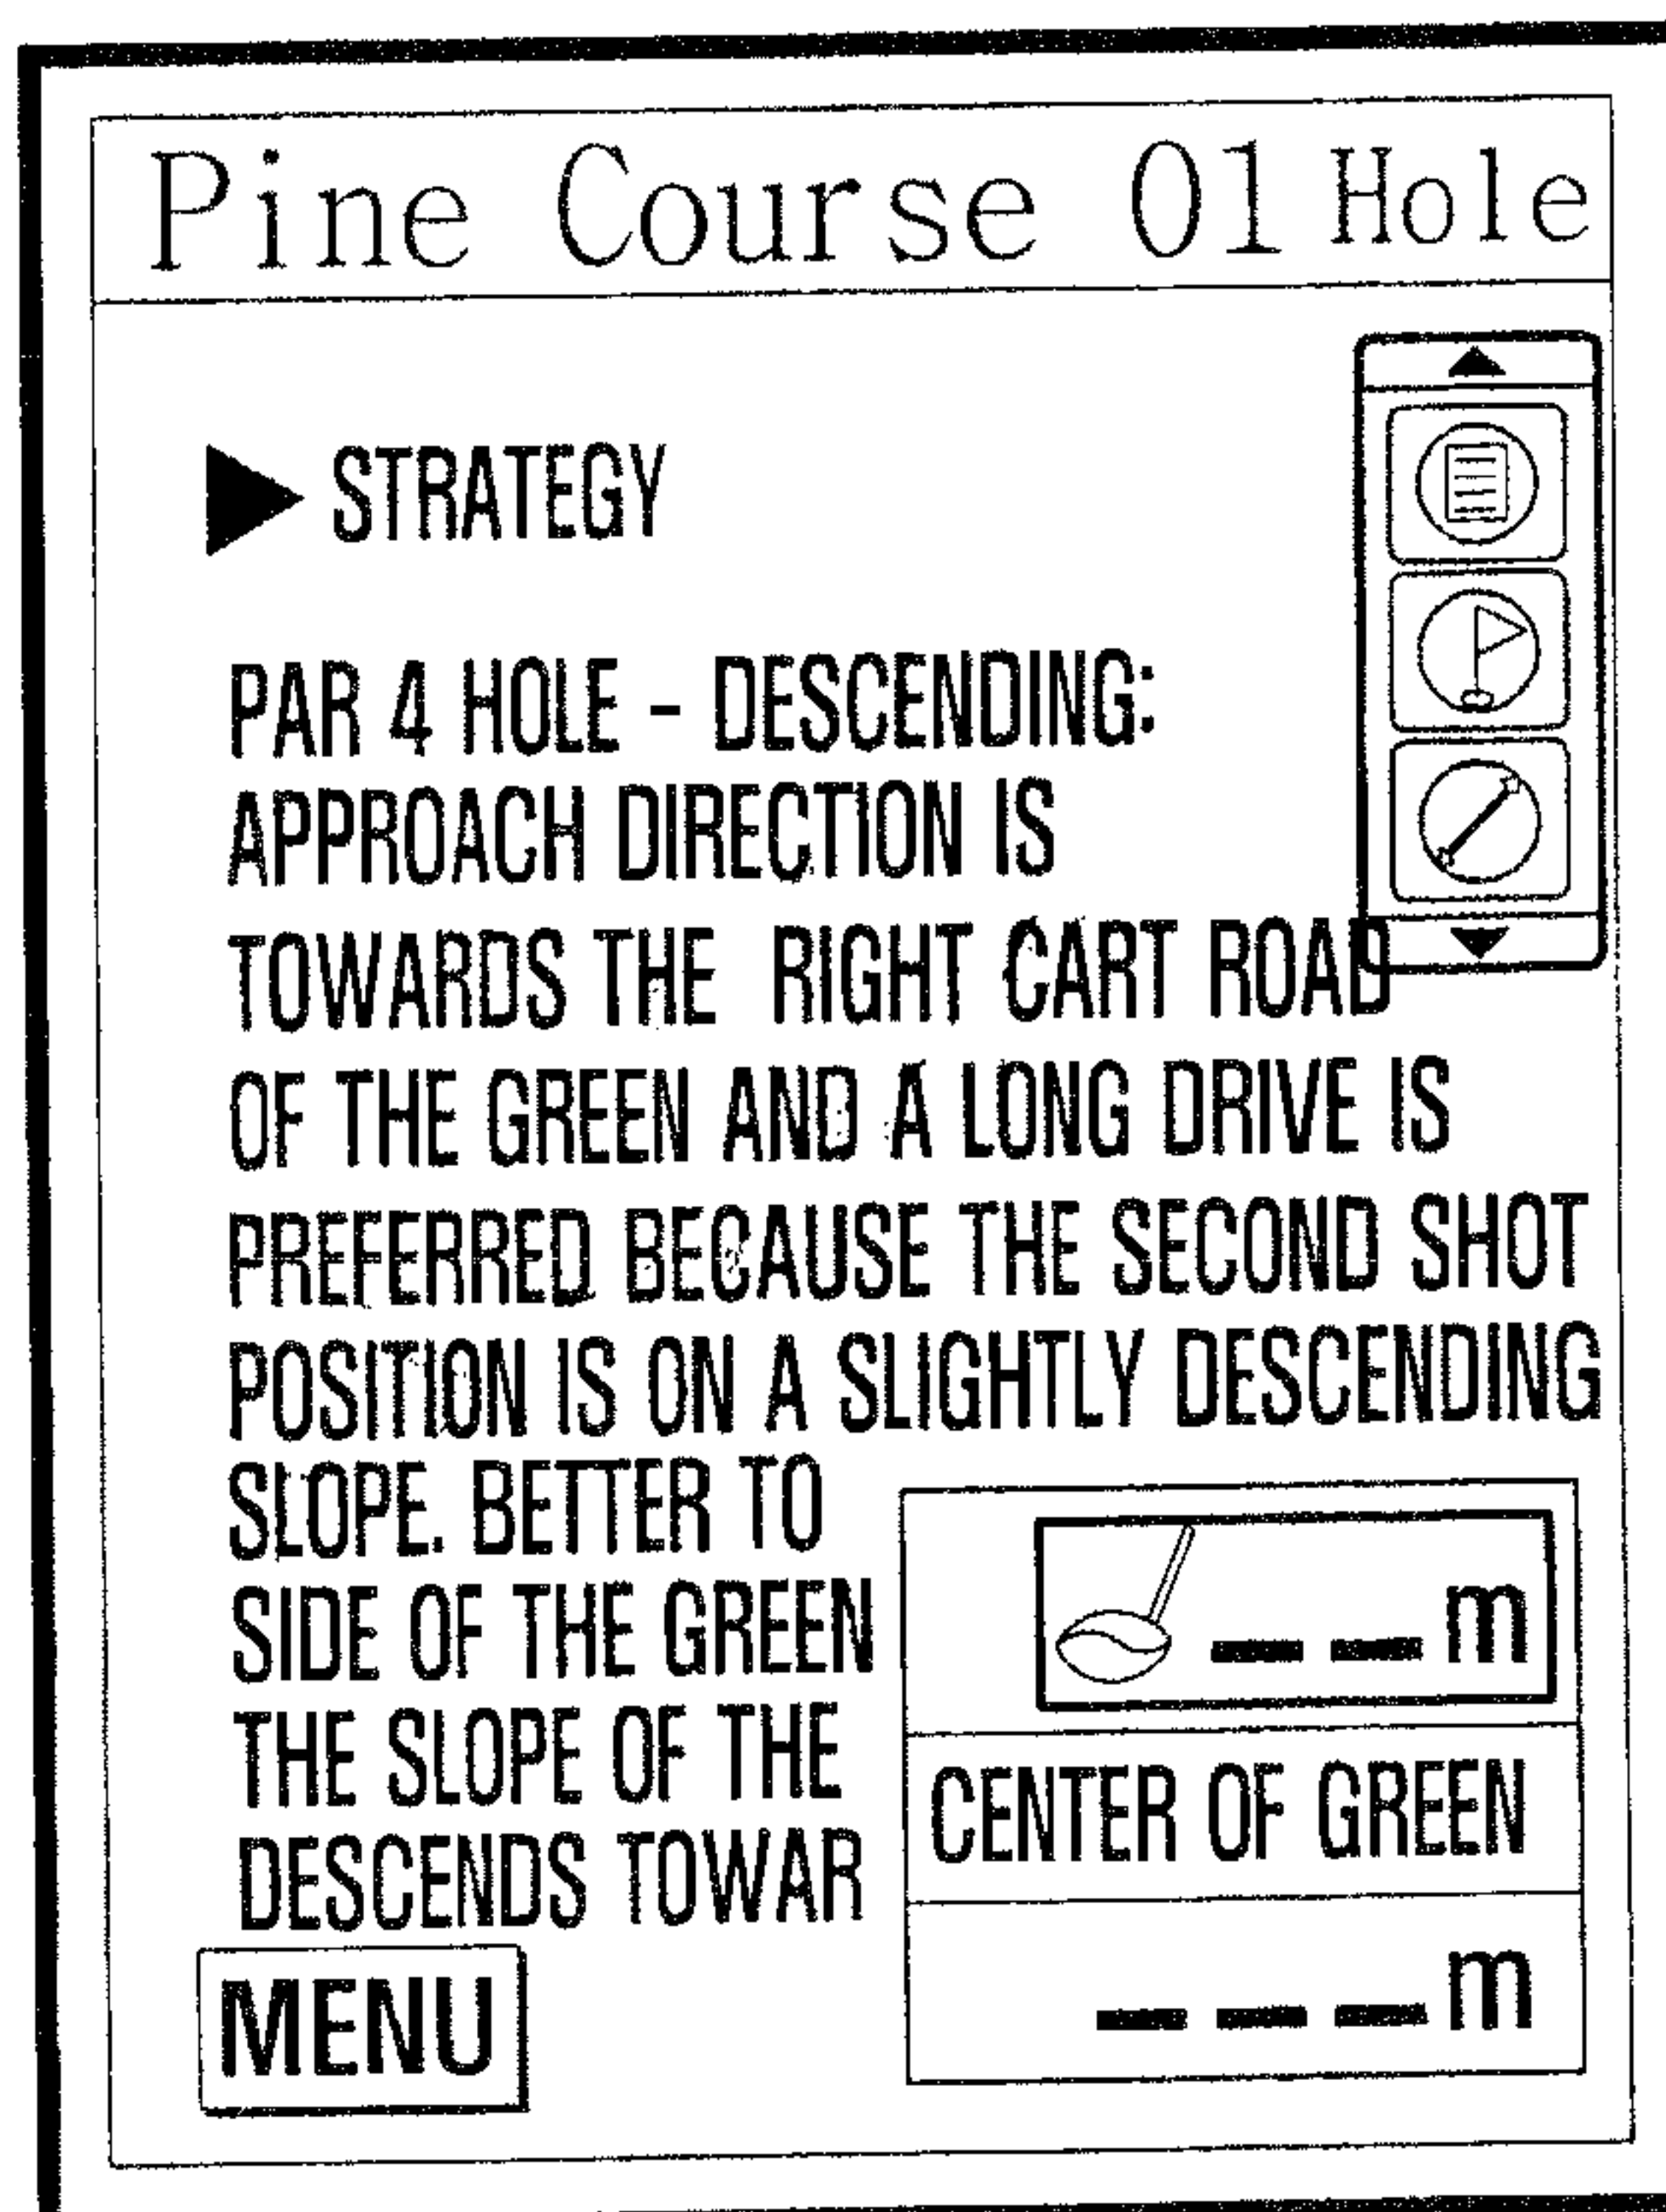 Pine Course 01 Hole
STRATEGY
PAR 4 HOLE - DESCENDING:
APPROACH DIRECTION IS
TOWARDS THE RIGHT CART ROAD
OF THE GREEN AND A LONG DRIVE IS
PREFERRED BECAUSE THE SECOND SHOT
POSITION IS ON A SLIGHTLY DESCENDING
SLOPE. BETTER TO
SIDE OF THE GREEN
THE SLOPE OF THE
DESCENDS TOWAR
-- m
CENTER OF GREEN
--- m
MENU